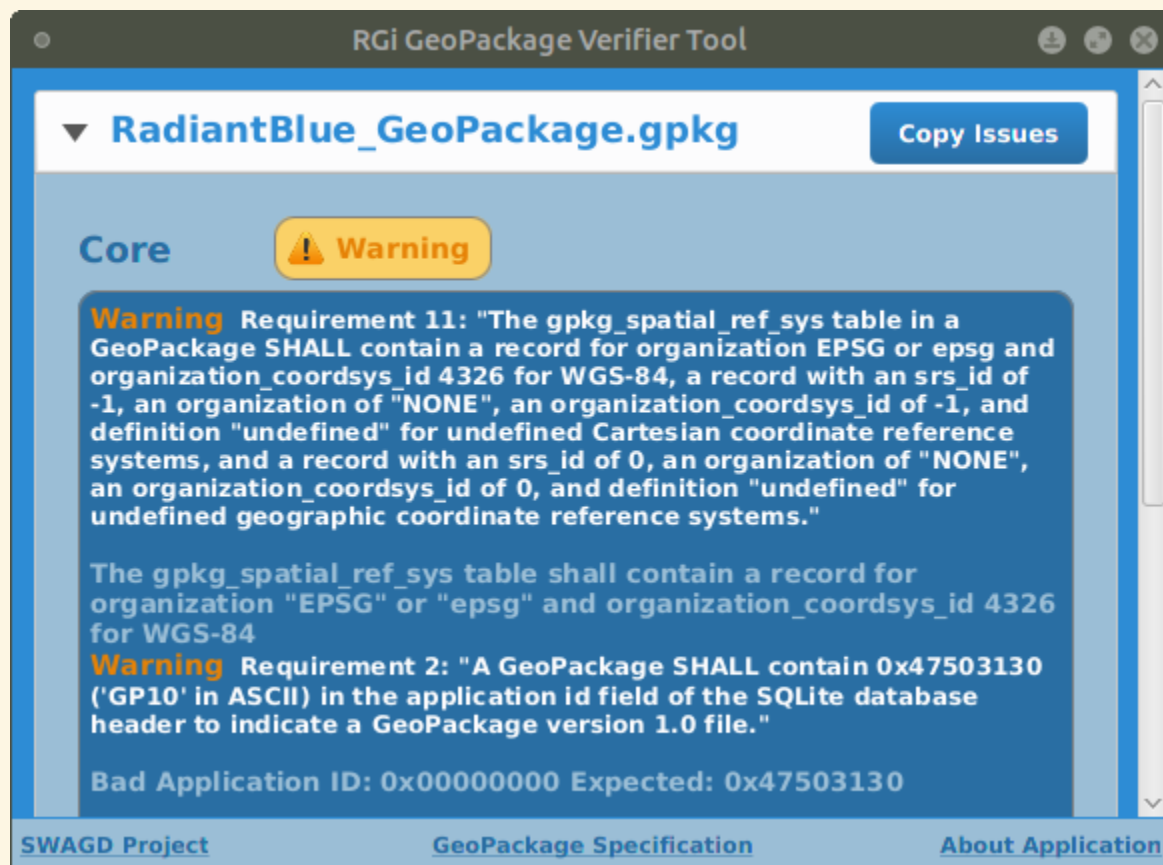 RGi GeoPackage Verifier Tool
RadiantBlue_GeoPackage.gpkg
Copy Issues
Core
Warning
Warning Requirement 11: "The gpkg_spatial_ref_sys table in a
GeoPackage SHALL contain a record for organization EPSG or epsg and
organization_coordsys_id 4326 for WGS-84, a record with an srs_id of
-1, an organization of "NONE", an organization_coordsys_id of -1, and
definition "undefined" for undefined Cartesian coordinate reference
systems, and a record with an srs_id of 0, an organization of "NONE",
an organization_coordsys_id of 0, and definition "undefined" for
undefined geographic coordinate reference systems."
The gpkg_spatial_ref_sys table shall contain a record for
organization "EPSG" or "epsg" and organization_coordsys_id 4326
for WGS-84
Warning Requirement 2: "A GeoPackage SHALL contain 0x47503130
('GP10' in ASCII) in the application id field of the SQLite database
header to indicate a GeoPackage version 1.0 file."
Bad Application ID: 0x00000000 Expected: 0x47503130
SWAGD Project
GeoPackage Specification
About Application